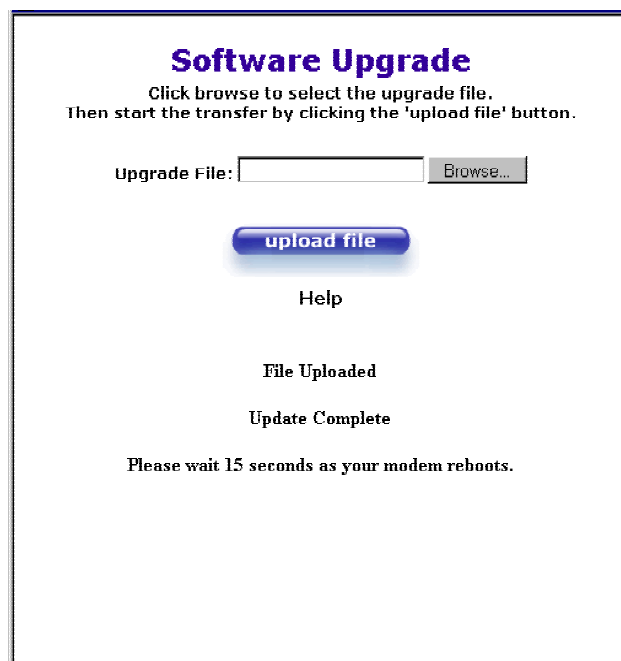 Software Upgrade
Click browse to select the upgrade file.
Then start the transfer by clicking the 'upload file' button.
Upgrade File: Browse...
upload file
Help
File Uploaded
Update Complete
Please wait 15 seconds as your modem reboots.